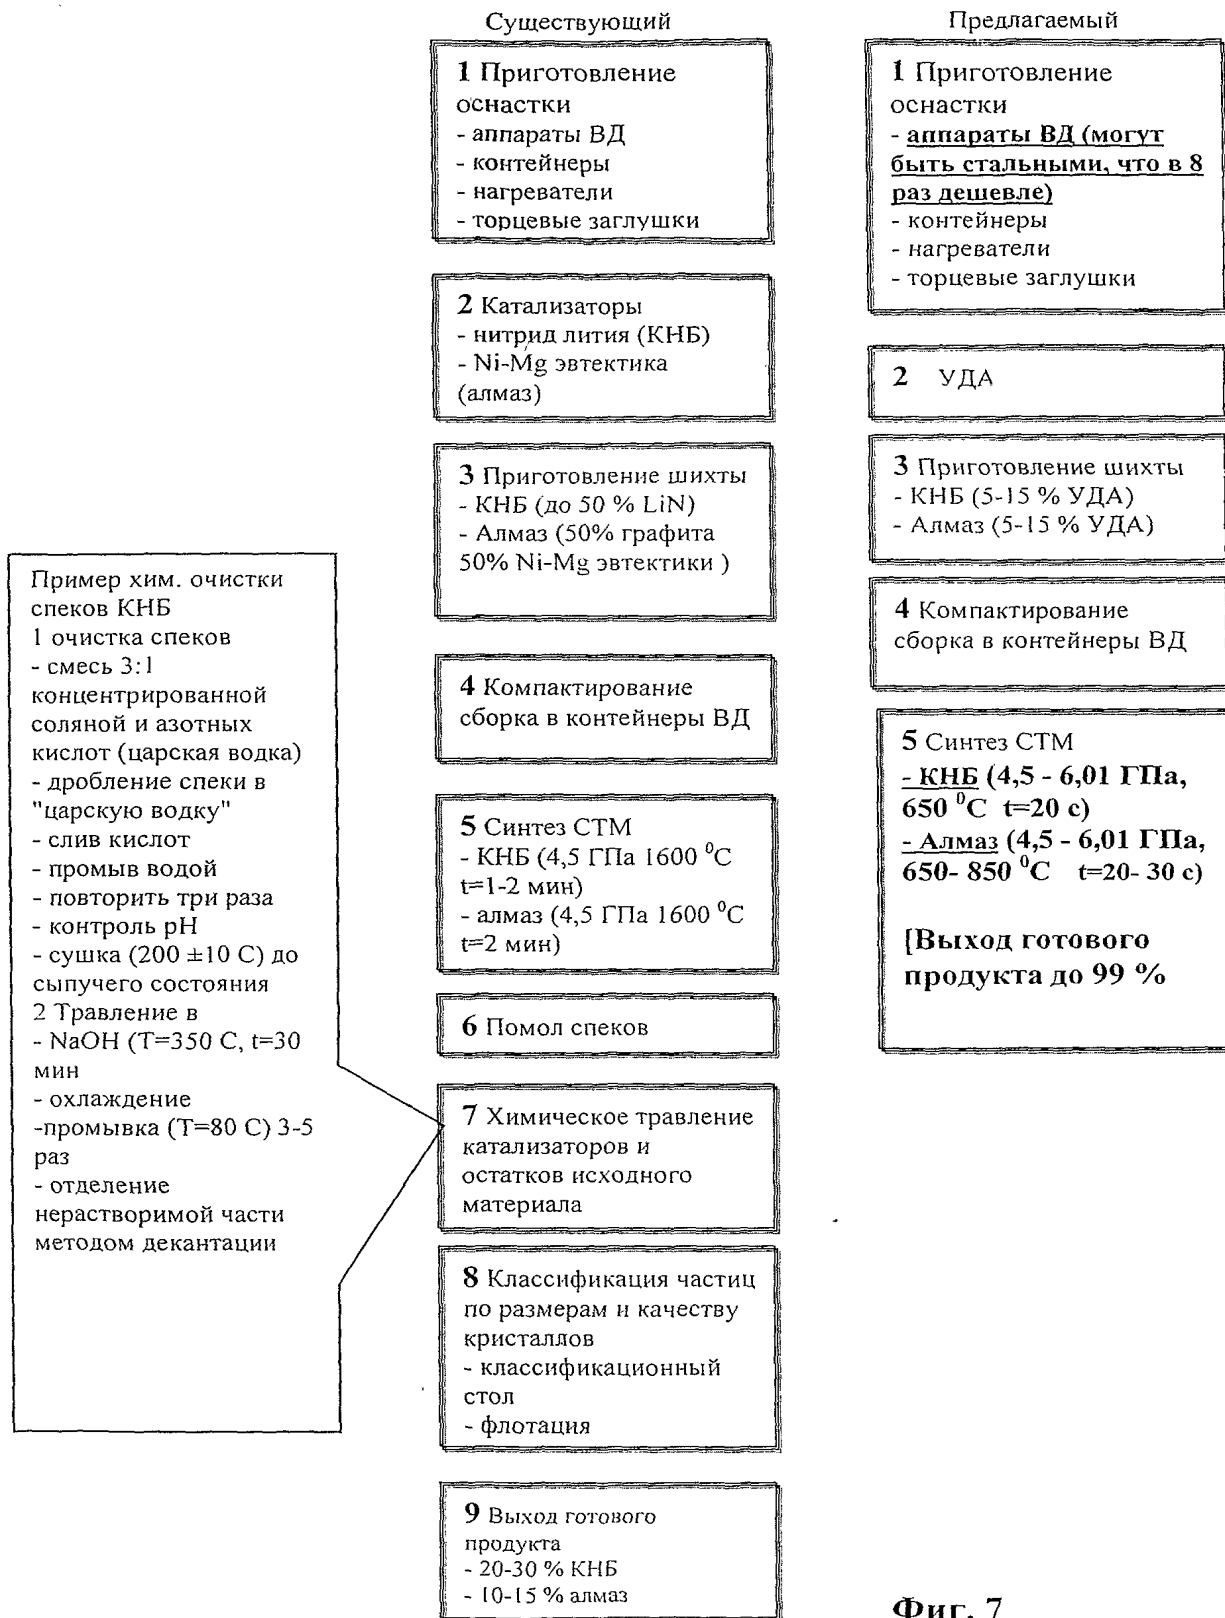 Существующий
1 Приготовление
оснастки
- аппараты ВД
- контейнеры
- нагреватели
- торцевые заглушки
2 Катализаторы
- нитрид лития (КНБ)
- Ni-Mg эвтектика
(алмаз)
3 Приготовление шихты
- КНБ (до 50 % LiN)
- Алмаз (50% графита
50% Ni-Mg эвтектики )
4 Компактирование
сборка в контейнеры ВД
5 Синтез СТМ
- КНБ (4,5 ГПа 1600 ⁰С
t=1-2 мин)
- алмаз (4,5 ГПа 1600 ⁰С
t=2 мин)
6 Помол спеков
7 Химическое травление
катализаторов и
остатков исходного
материала
8 Классификация частиц
по размерам и качеству
кристаллов
- классификационный
стол
- флотация
9 Выход готового
продукта
- 20-30 % КНБ
- 10-15 % алмаз
Пример хим. очистки
спеков КНБ
1 очистка спеков
- смесь 3:1
концентрированной
соляной и азотных
кислот (царская водка)
- дробление спеки в
"царскую водку"
- слив кислот
- промыв водой
- повторить три раза
- контроль pH
- сушка (200 ±10 С) до
сыпучего состояния
2 Травление в
- NaOH (T=350 С, t=30
мин
- охлаждение
-промывка (T=80 С) 3-5
раз
- отделение
нерастворимой части
методом декантации
Предлагаемый
1 Приготовление
оснастки
- аппараты ВД (могут
быть стальными, что в 8
раз дешевле)
- контейнеры
- нагреватели
- торцевые заглушки
2 УДА
3 Приготовление шихты
- КНБ (5-15 % УДА)
- Алмаз (5-15 % УДА)
4 Компактирование
сборка в контейнеры ВД
5 Синтез СТМ
- КНБ (4,5 - 6,01 ГПа,
650 ⁰С t=20 с)
- Алмаз (4,5 - 6,01 ГПа,
650- 850 ⁰С t=20- 30 с)
[Выход готового
продукта до 99 %
Фиг. 7